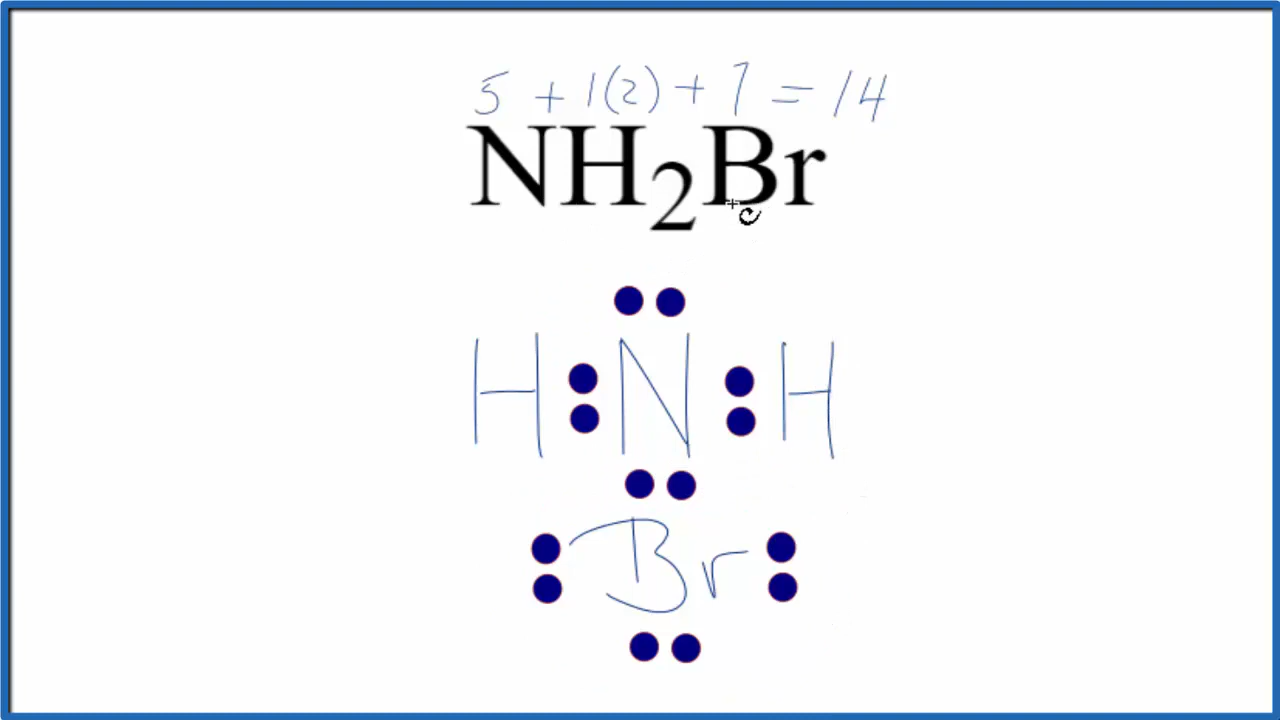 5 + 1(2) + 7 = 14
NH₂Br
H N H
Br